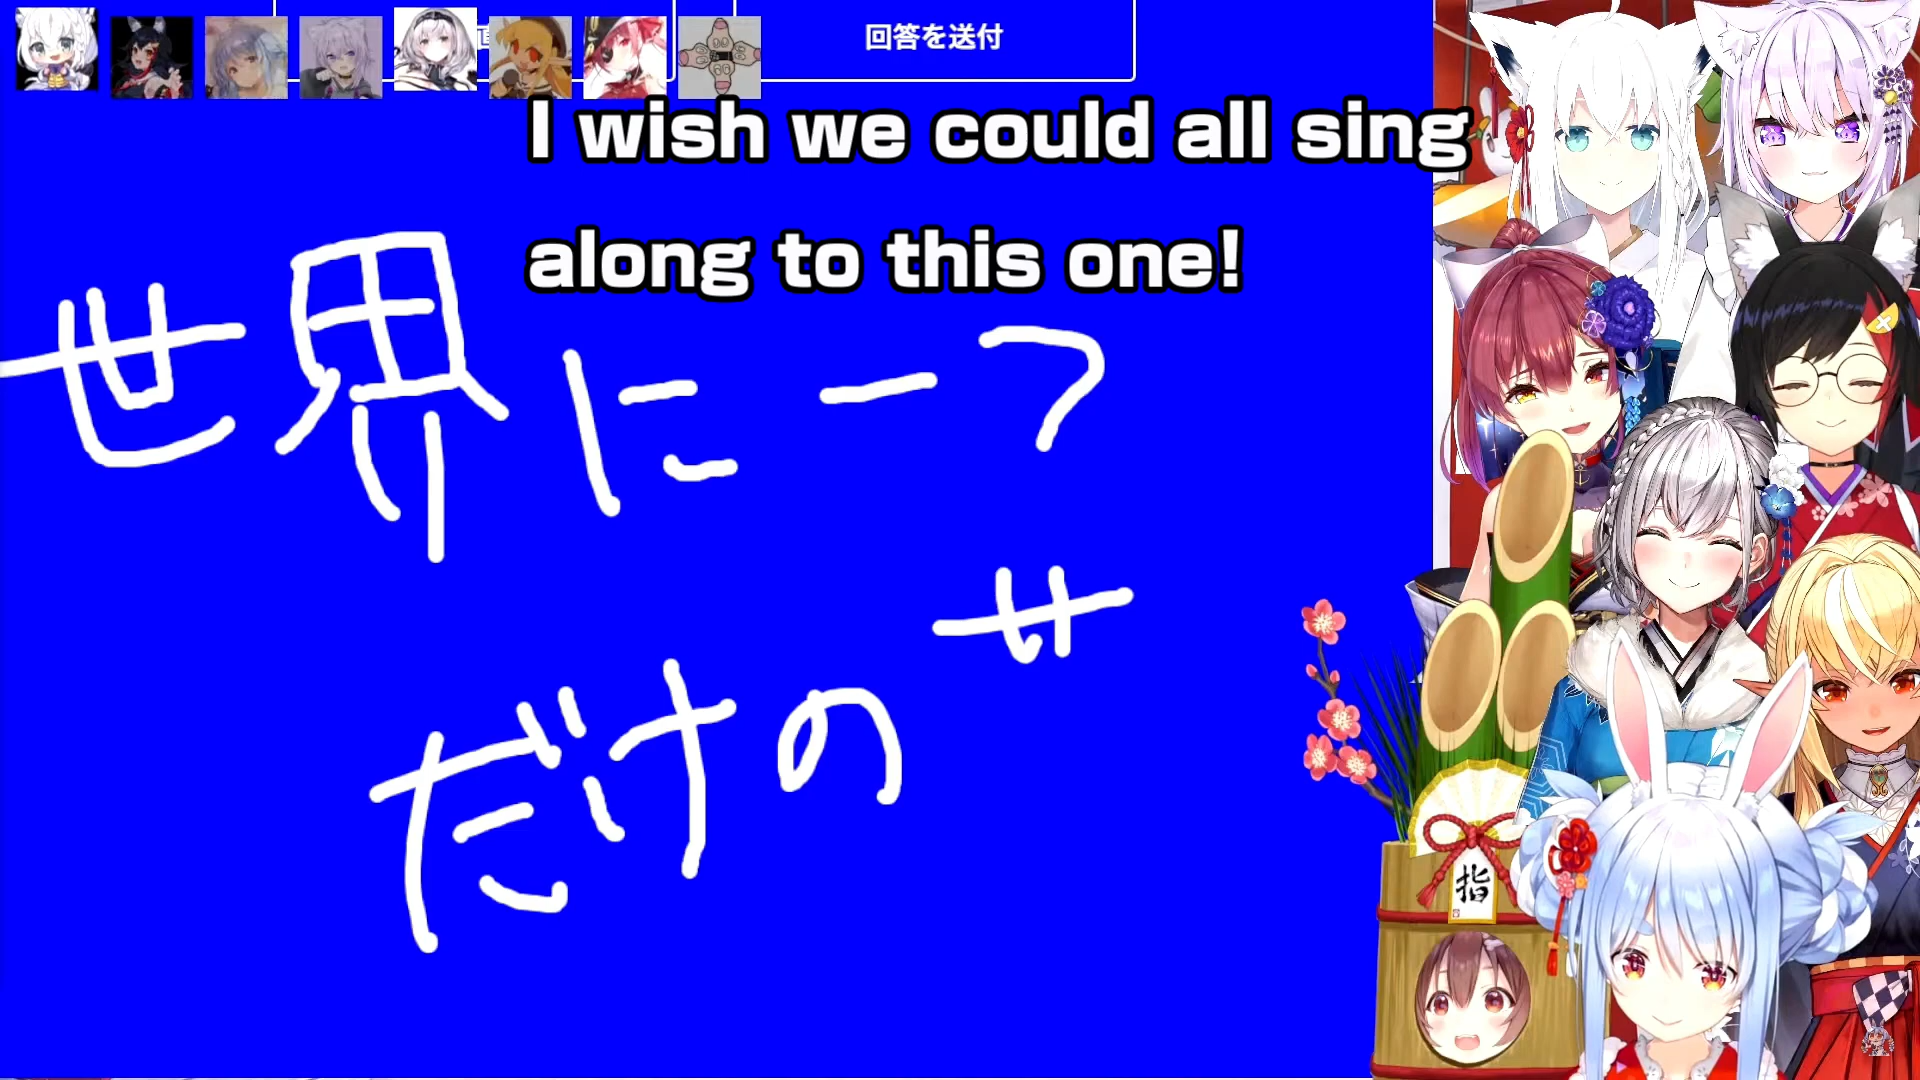 回答を送付
I wish we could all sing
along to this one!
世界に一つ
だけの
指